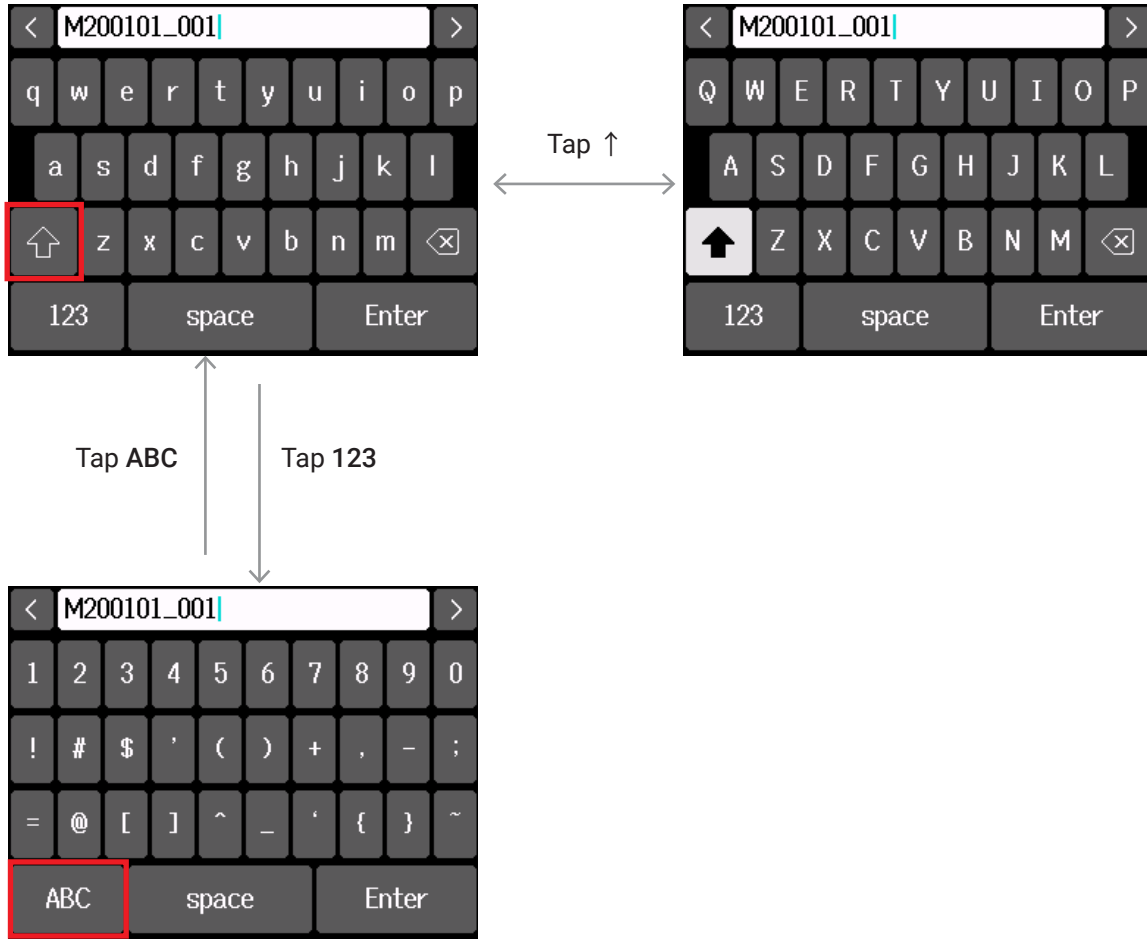 < M200101_001 >
q w e r t y u i o p
a s d f g h j k l
z x c v b n m
123 space Enter
Tap ↑
< M200101_001 >
Q W E R T Y U I O P
A S D F G H J K L
Z X C V B N M
123 space Enter
Tap ABC
Tap 123
< M200101_001 >
1 2 3 4 5 6 7 8 9 0
! # $ ’ ( ) + , - ;
= @ [ ] ^ _ ‘ { } ~
ABC space Enter